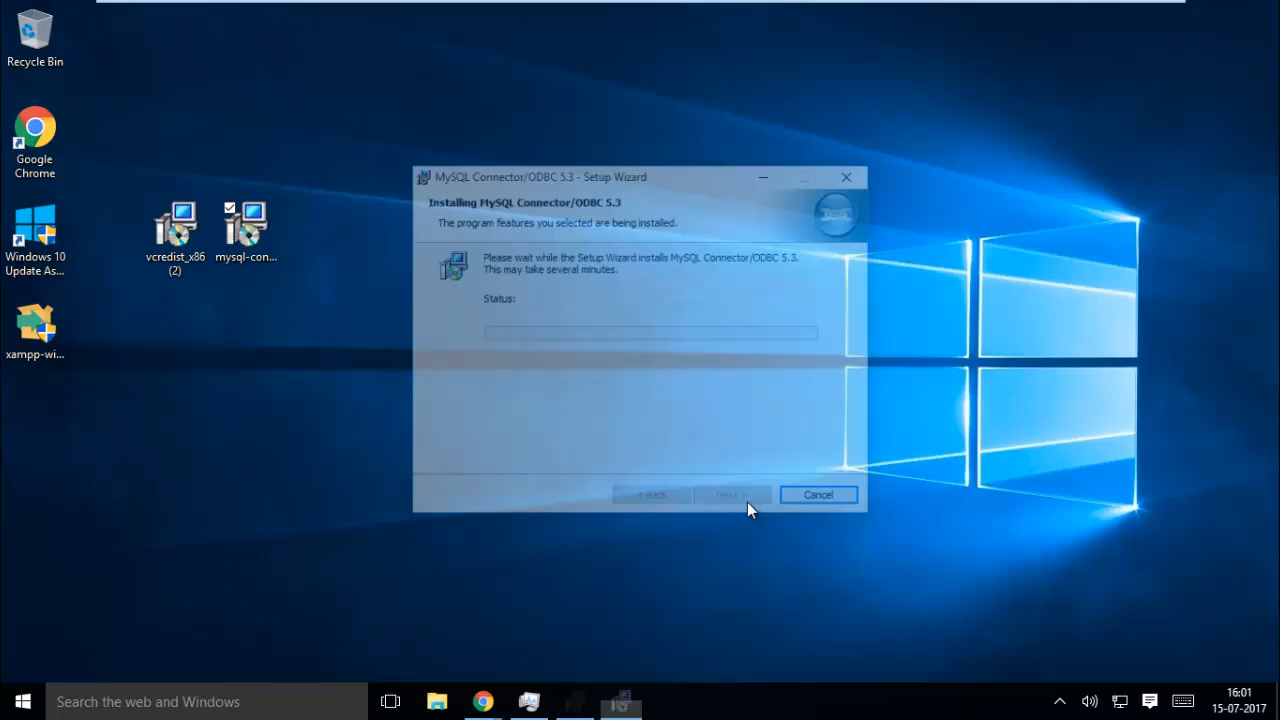 Recycle Bin
Google
Chrome
Windows 10
Update As...
xampp-wi...
vcredist_x86
(2)
mysql-con...
MySQL Connector/ODBC 5.3 - Setup Wizard
Installing MySQL Connector/ODBC 5.3
The program features you selected are being installed.
Please wait while the Setup Wizard installs MySQL Connector/ODBC 5.3.
This may take several minutes.
Status:
< Back
Next >
Cancel
Search the web and Windows
16:01
15-07-2017